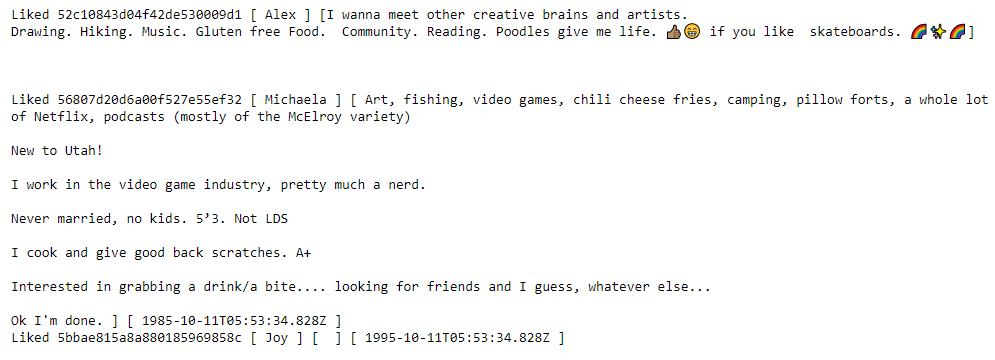 Liked 52c10843d04f42de530009d1 [ Alex ] [I wanna meet other creative brains and artists.
Drawing. Hiking. Music. Gluten free Food.  Community. Reading. Poodles give me life. 👍🏾😁 if you like  skateboards. 🌈✨🌈]
Liked 56807d20d6a00f527e55ef32 [ Michaela ] [ Art, fishing, video games, chili cheese fries, camping, pillow forts, a whole lot
of Netflix, podcasts (mostly of the McElroy variety)
New to Utah!
I work in the video game industry, pretty much a nerd.
Never married, no kids. 5’3. Not LDS
I cook and give good back scratches. A+
Interested in grabbing a drink/a bite.... looking for friends and I guess, whatever else...
Ok I'm done. ] [ 1985-10-11T05:53:34.828Z ]
Liked 5bbae815a8a880185969858c [ Joy ] [  ] [ 1995-10-11T05:53:34.828Z ]